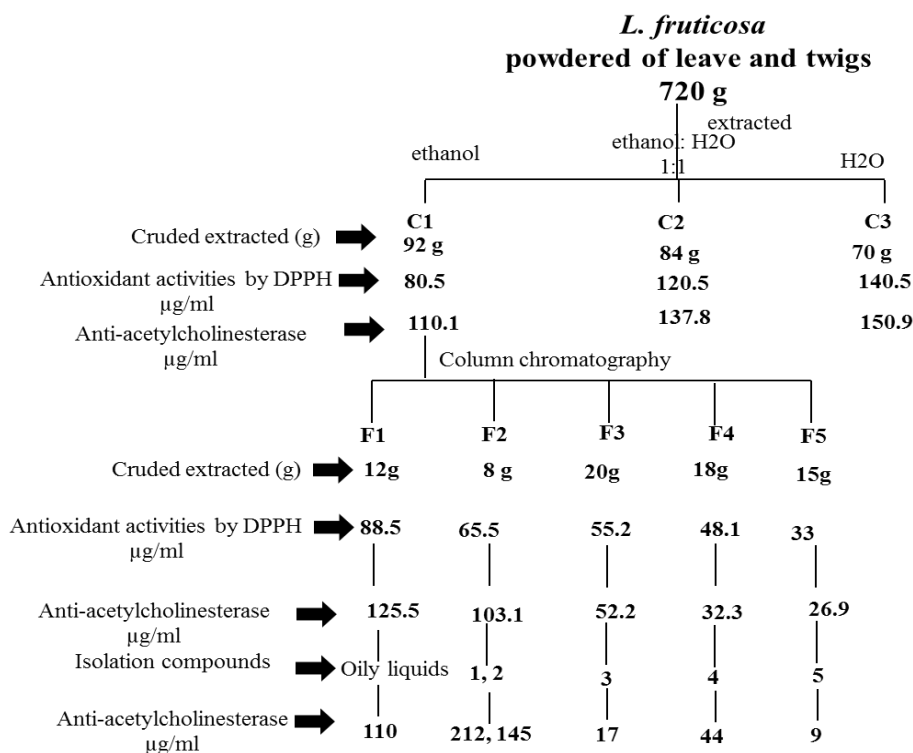 L. fruticosa
powdered of leave and twigs
720 g
extracted
ethanol
ethanol: H2O
1:1
H2O
C1
C2
C3
Cruded extracted (g)
92 g
84 g
70 g
Antioxidant activities by DPPH
µg/ml
80.5
120.5
140.5
Anti-acetylcholinesterase
µg/ml
110.1
137.8
150.9
Column chromatography
F1
F2
F3
F4
F5
Cruded extracted (g)
12g
8 g
20g
18g
15g
Antioxidant activities by DPPH
µg/ml
88.5
65.5
55.2
48.1
33
Anti-acetylcholinesterase
µg/ml
125.5
103.1
52.2
32.3
26.9
Isolation compounds
Oily liquids
1, 2
3
4
5
Anti-acetylcholinesterase
µg/ml
110
212, 145
17
44
9